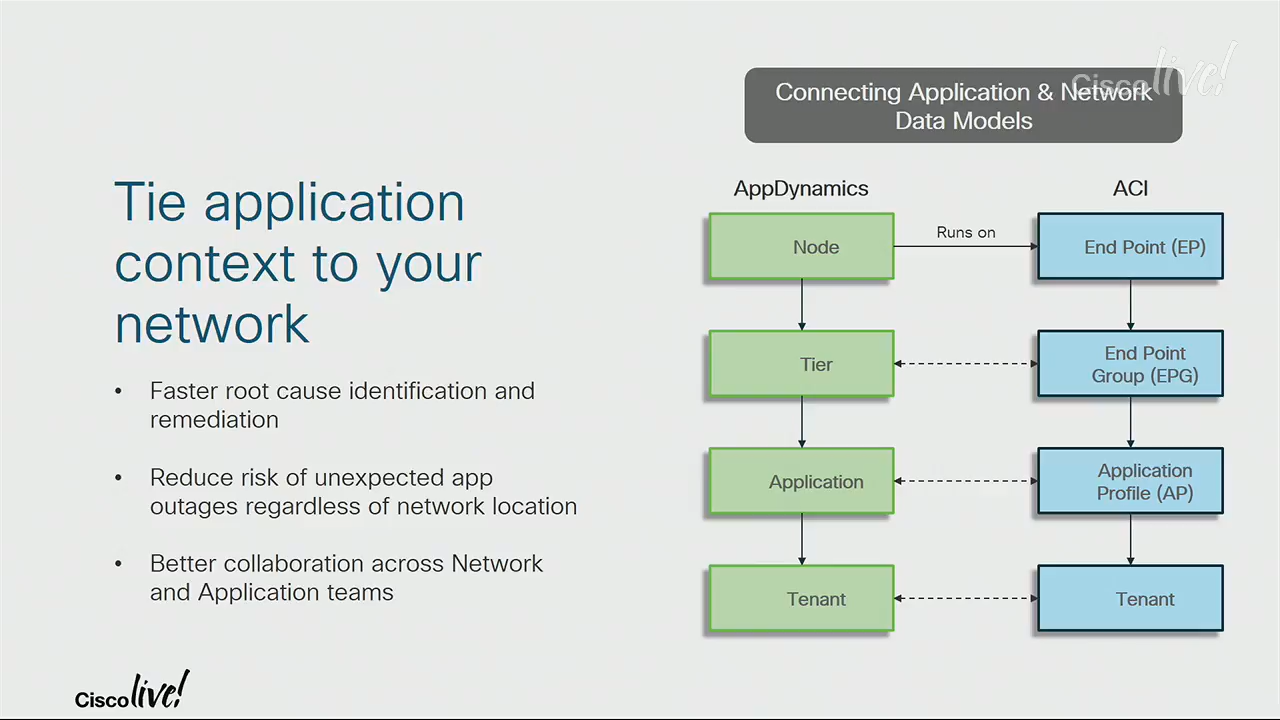 Cisco live!
Connecting Application & Network
Data Models
Tie application
context to your
network
• Faster root cause identification and
remediation
• Reduce risk of unexpected app
outages regardless of network location
• Better collaboration across Network
and Application teams
AppDynamics
ACI
Node
Runs on
End Point (EP)
Tier
End Point
Group (EPG)
Application
Application
Profile (AP)
Tenant
Tenant
Cisco live!